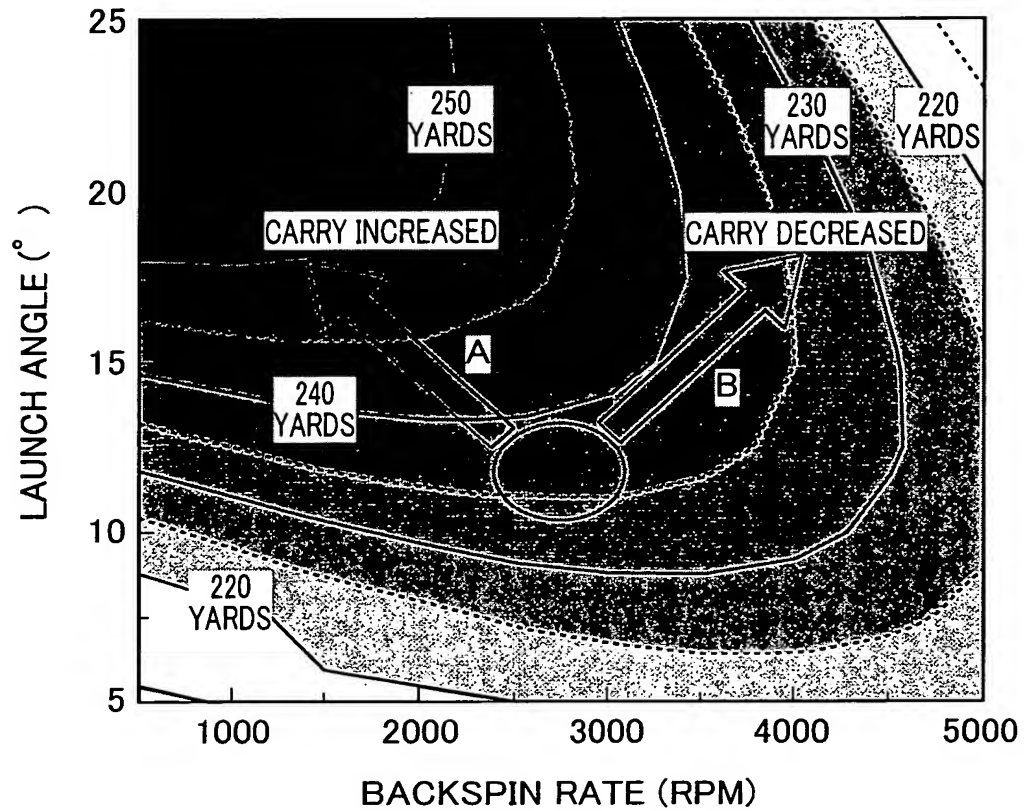 25
20
15
10
5
LAUNCH ANGLE (°)
250
YARDS
230
YARDS
220
YARDS
CARRY INCREASED
CARRY DECREASED
A
B
240
YARDS
220
YARDS
1000
2000
3000
4000
5000
BACKSPIN RATE (RPM)